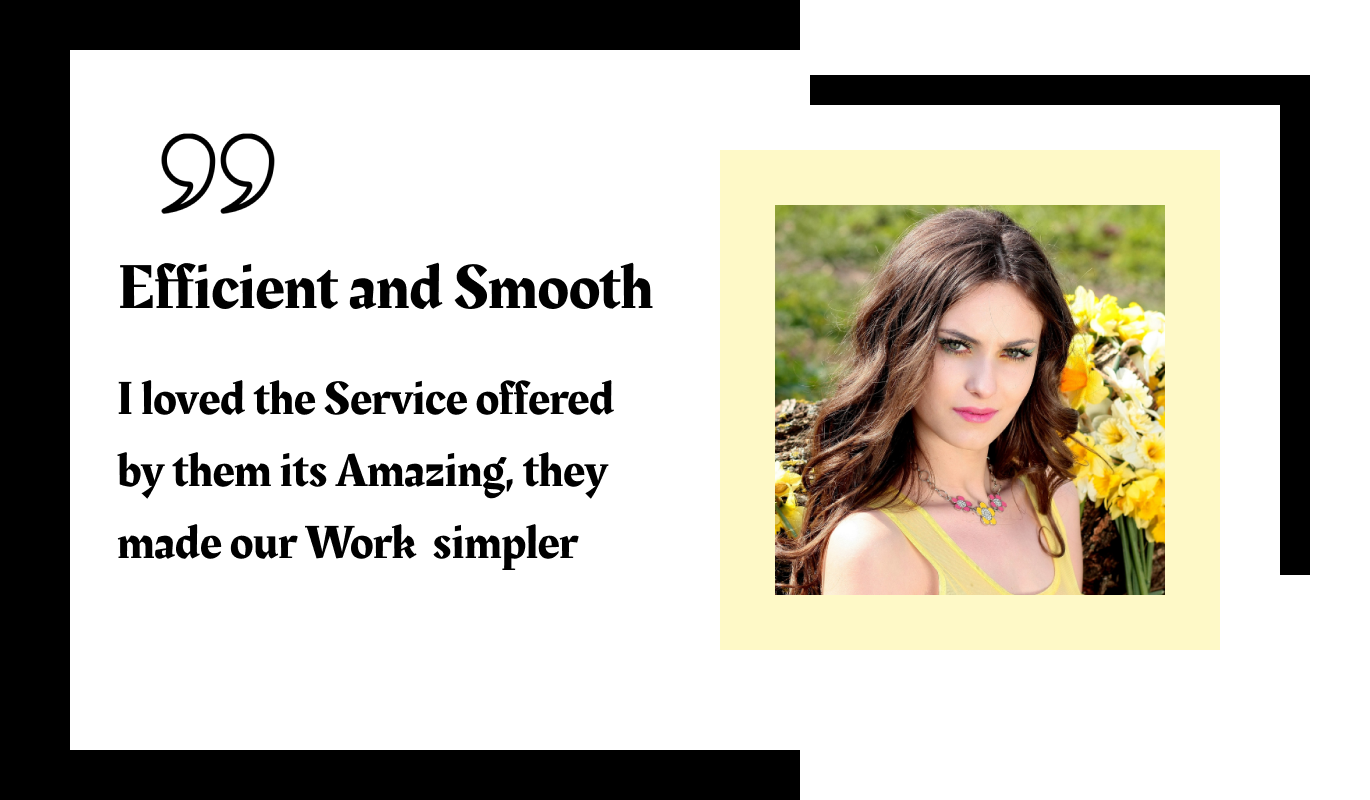 Efficient and Smooth
I loved the Service offered
by them its Amazing, they
made our Work  simpler